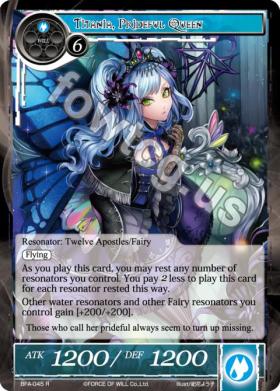 Titania, Prideful Queen
WILL
6
fowtcg.us
Resonator: Twelve Apostles/Fairy
Flying
As you play this card, you may rest any number of
resonators you control. You pay 2 less to play this card
for each resonator rested this way.
Other water resonators and other Fairy resonators you
control gain [+200/+200].
Those who call her prideful always seem to turn up missing.
ATK 1200/ DEF 1200
BFA-045 R ©FORCE OF WILL Co.,Ltd.